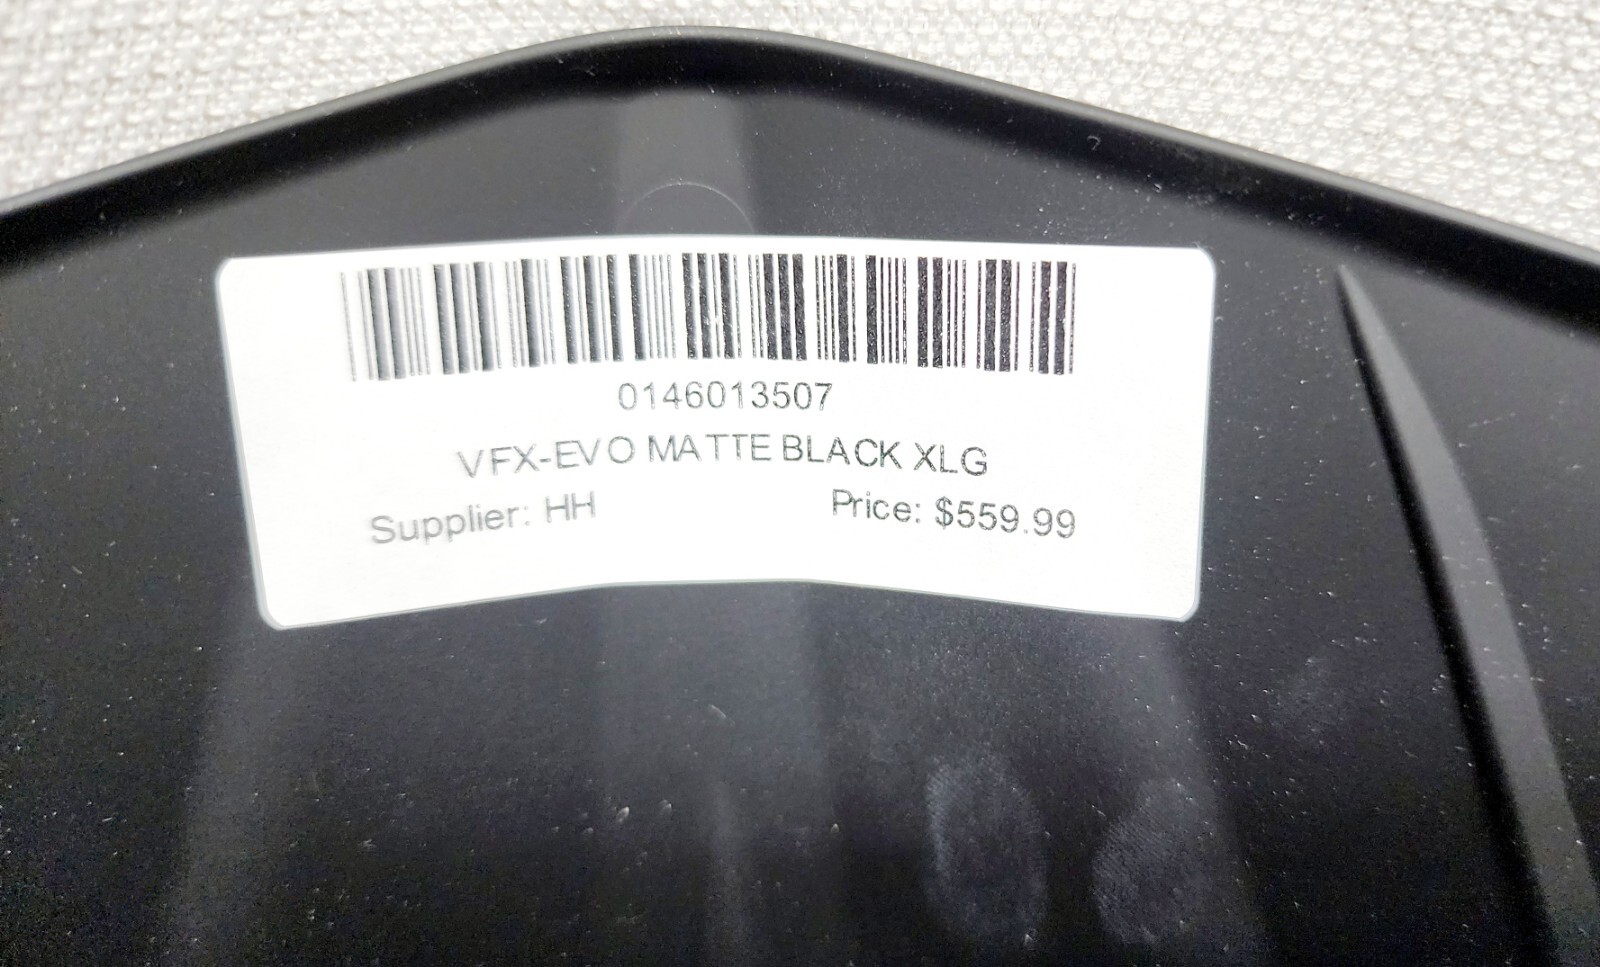 0146013507
VFX-EVO MATTE BLACK XLG
Supplier: HH Price: $559.99